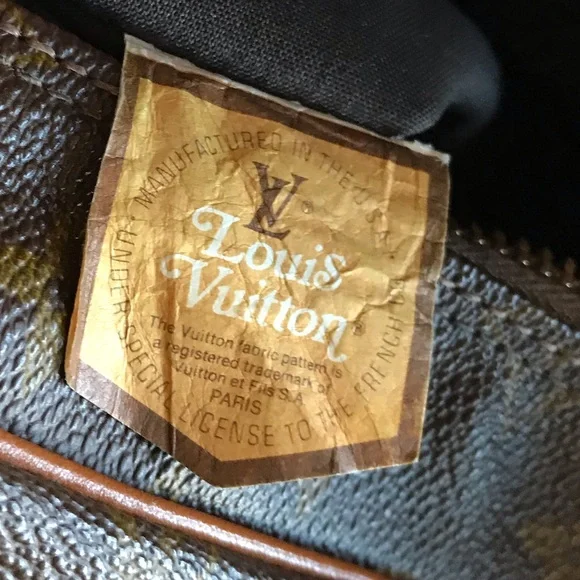 MANUFACTURED IN THE U.S.A.
UNDER SPECIAL LICENSE TO THE FRENCH
LV®
Louis
Vuitton®
The Vuitton fabric pattern is
a registered trademark of
Vuitton et Fils S.A.
PARIS